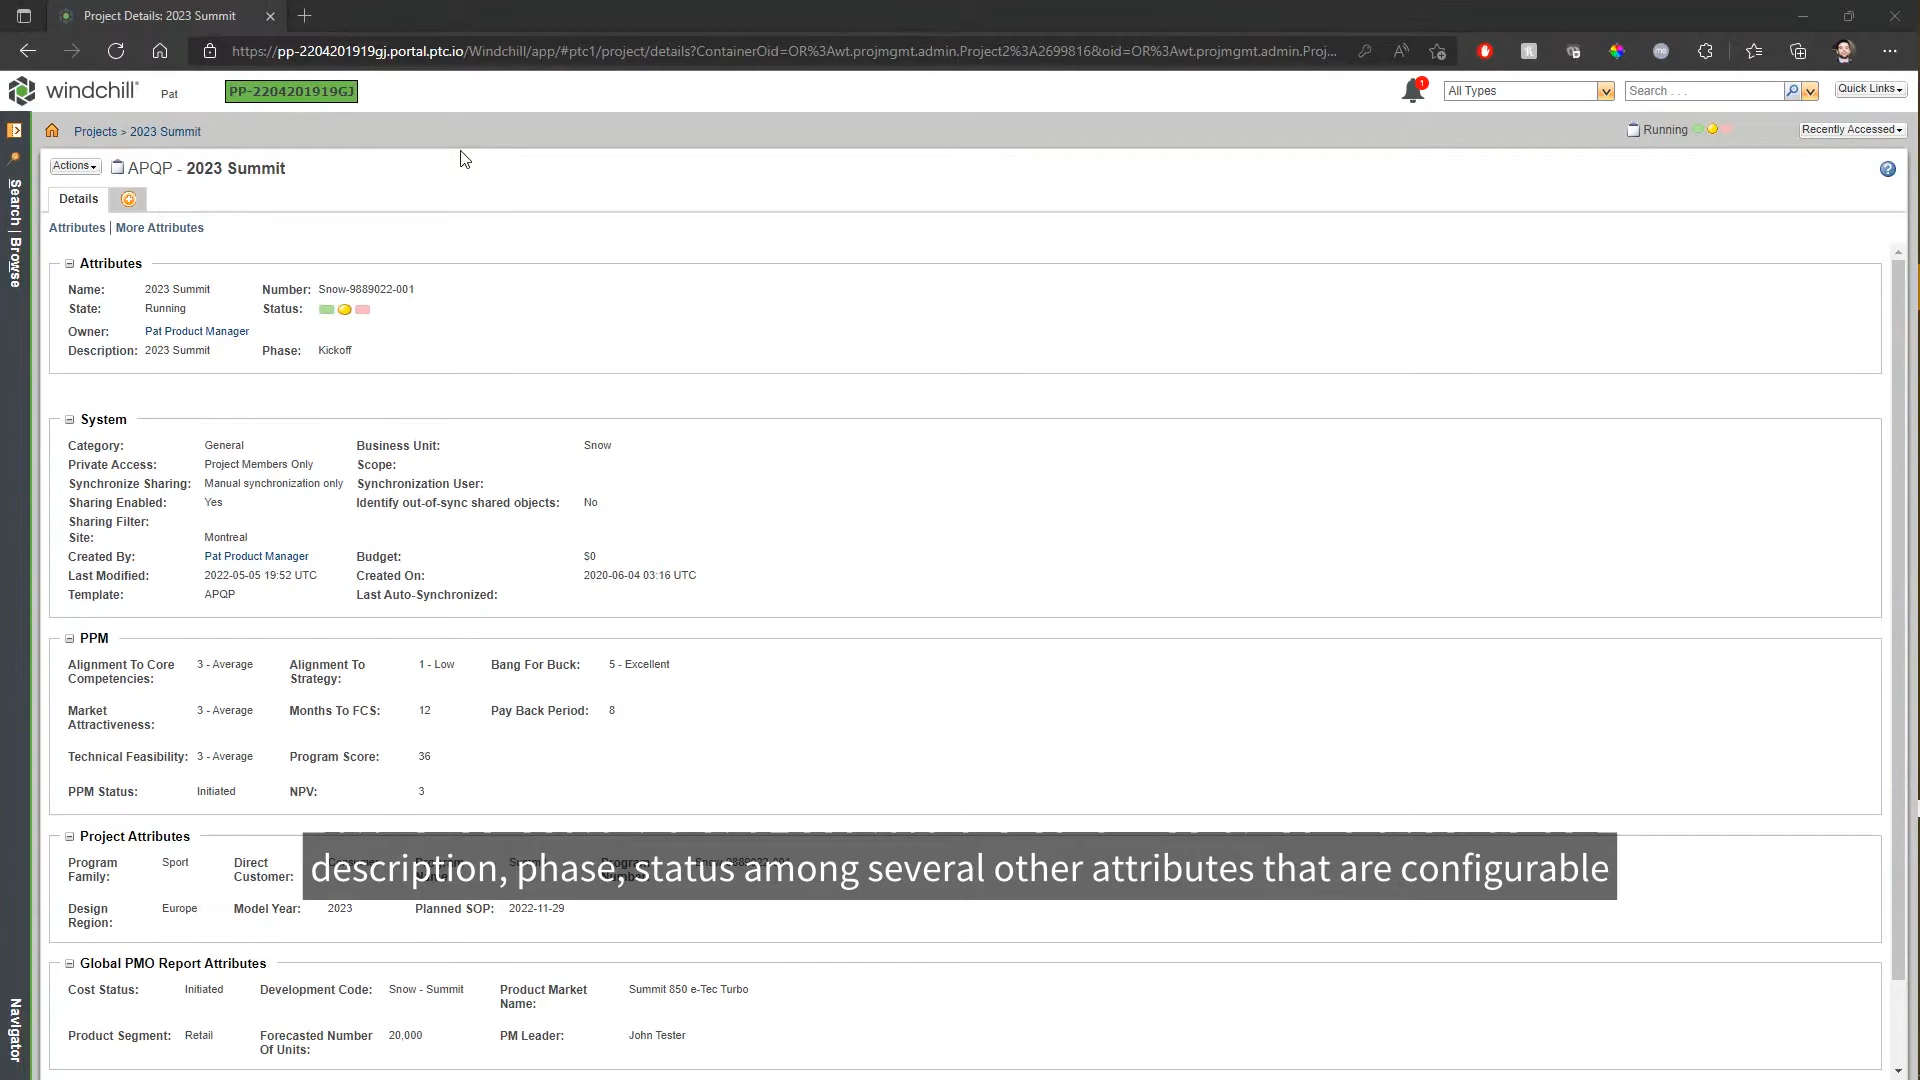 Project Details: 2023 Summit
https://pp-2204201919gj.portal.ptc.io/Windchill/app/#ptc1/project/details?ContainerOid=OR%3Awt.projmgmt.admin.Project2%3A2699816&oid=OR%3Awt.projmgmt.admin.Proj...
windchill Pat PP-2204201919GJ 1 All Types Search . . . Quick Links
Projects > 2023 Summit Running Recently Accessed
Actions APQP - 2023 Summit
Details
Search | Browse
Navigator
Attributes | More Attributes
Attributes
Name: 2023 Summit Number: Snow-9889022-001
State: Running Status:
Owner: Pat Product Manager
Description: 2023 Summit Phase: Kickoff
System
Category: General Business Unit: Snow
Private Access: Project Members Only Scope:
Synchronize Sharing: Manual synchronization only Synchronization User:
Sharing Enabled: Yes Identify out-of-sync shared objects: No
Sharing Filter:
Site: Montreal
Created By: Pat Product Manager Budget: $0
Last Modified: 2022-05-05 19:52 UTC Created On: 2020-06-04 03:16 UTC
Template: APQP Last Auto-Synchronized:
PPM
Alignment To Core Competencies: 3 - Average Alignment To Strategy: 1 - Low Bang For Buck: 5 - Excellent
Market Attractiveness: 3 - Average Months To FCS: 12 Pay Back Period: 8
Technical Feasibility: 3 - Average Program Score: 36
PPM Status: Initiated NPV: 3
Project Attributes
Program Family: Sport Direct Customer:
description, phase, status among several other attributes that are configurable
Design Region: Europe Model Year: 2023 Planned SOP: 2022-11-29
Global PMO Report Attributes
Cost Status: Initiated Development Code: Snow - Summit Product Market Name: Summit 850 e-Tec Turbo
Product Segment: Retail Forecasted Number Of Units: 20,000 PM Leader: John Tester